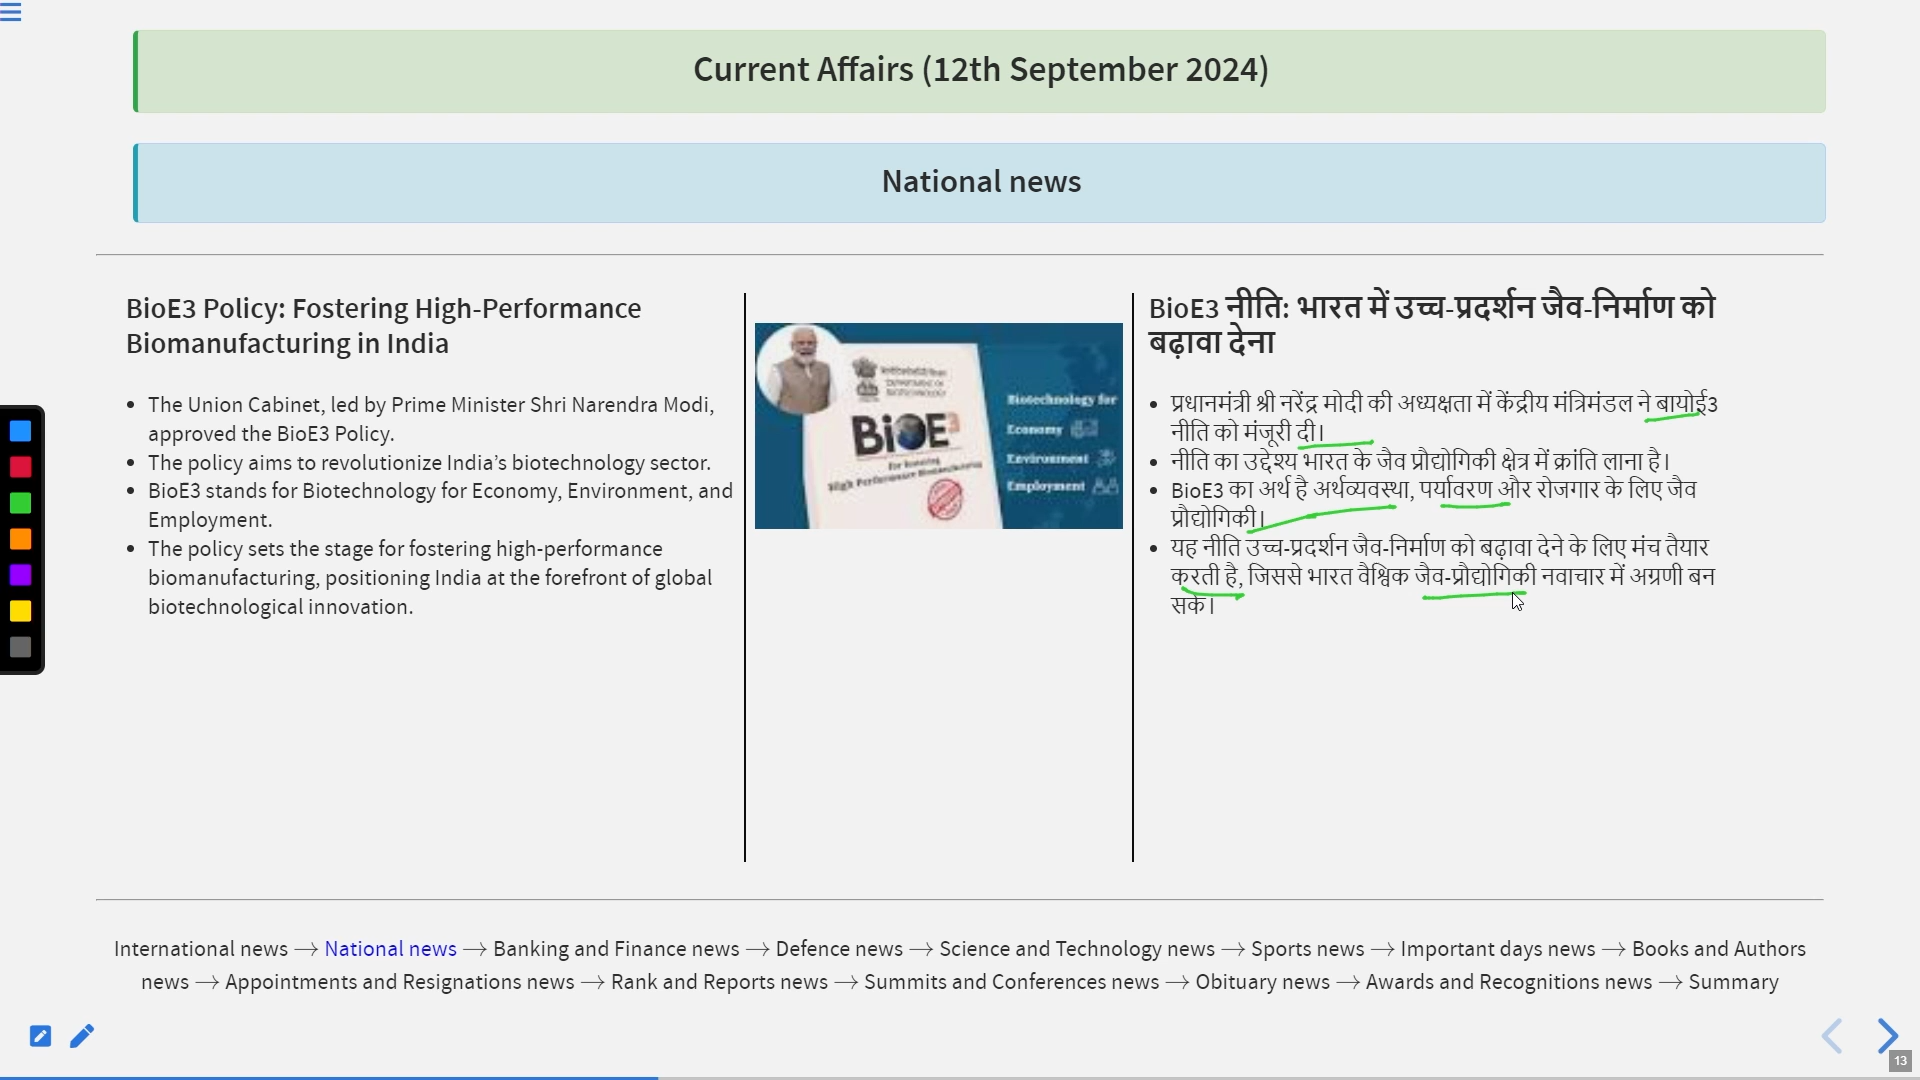 Current Affairs (12th September 2024)
National news
BioE3 Policy: Fostering High-Performance
Biomanufacturing in India
The Union Cabinet, led by Prime Minister Shri Narendra Modi,
approved the BioE3 Policy.
The policy aims to revolutionize India’s biotechnology sector.
BioE3 stands for Biotechnology for Economy, Environment, and
Employment.
The policy sets the stage for fostering high-performance
biomanufacturing, positioning India at the forefront of global
biotechnological innovation.
DEPARTMENT OF
BIOTECHNOLOGY
BiOE3
For fostering
High Performance Biomanufacturing
Biotechnology for
Economy
Environment
Employment
BioE3 नीति: भारत में उच्च-प्रदर्शन जैव-निर्माण को
बढ़ावा देना
प्रधानमंत्री श्री नरेंद्र मोदी की अध्यक्षता में केंद्रीय मंत्रिमंडल ने बायोई3
नीति को मंजूरी दी।
नीति का उद्देश्य भारत के जैव प्रौद्योगिकी क्षेत्र में क्रांति लाना है।
BioE3 का अर्थ है अर्थव्यवस्था, पर्यावरण और रोजगार के लिए जैव
प्रौद्योगिकी।
यह नीति उच्च-प्रदर्शन जैव-निर्माण को बढ़ावा देने के लिए मंच तैयार
करती है, जिससे भारत वैश्विक जैव-प्रौद्योगिकी नवाचार में अग्रणी बन
सके।
International news → National news → Banking and Finance news → Defence news → Science and Technology news → Sports news → Important days news → Books and Authors
news → Appointments and Resignations news → Rank and Reports news → Summits and Conferences news → Obituary news → Awards and Recognitions news → Summary
13